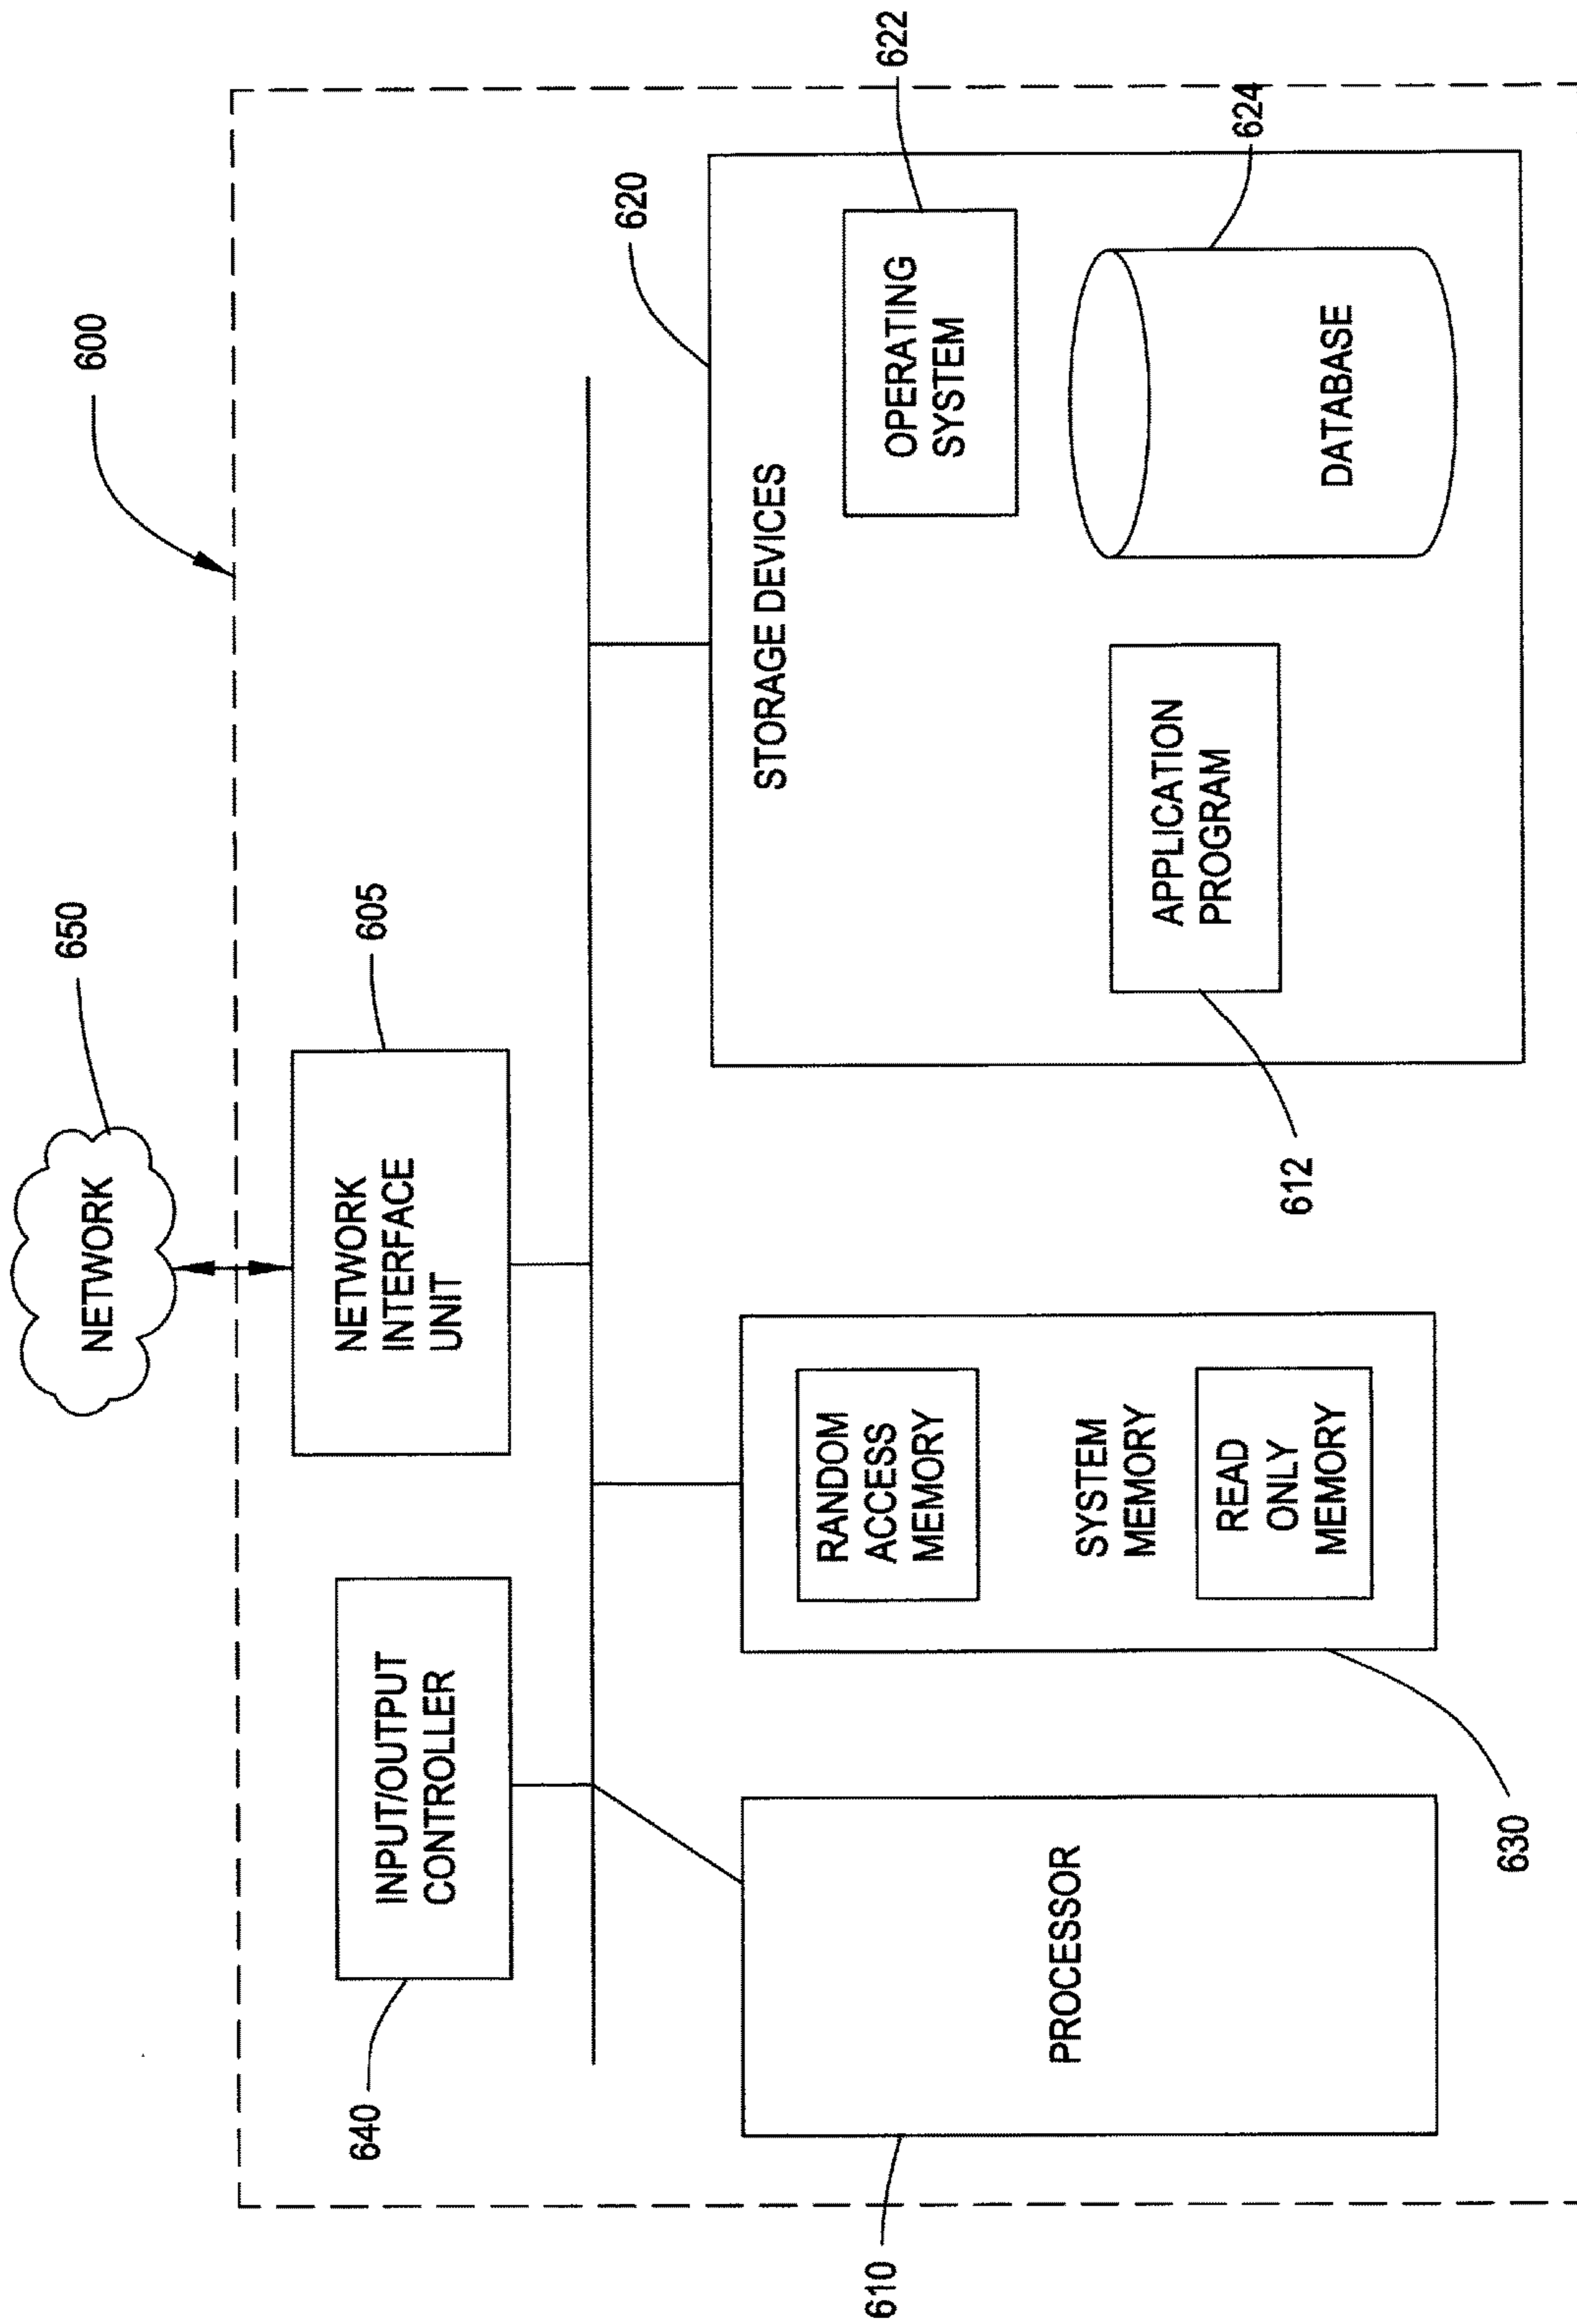 600
650
NETWORK
605
NETWORK
INTERFACE
UNIT
640
INPUT/OUTPUT
CONTROLLER
610
PROCESSOR
630
RANDOM
ACCESS
MEMORY
SYSTEM
MEMORY
READ
ONLY
MEMORY
620
STORAGE DEVICES
622
OPERATING
SYSTEM
624
DATABASE
612
APPLICATION
PROGRAM